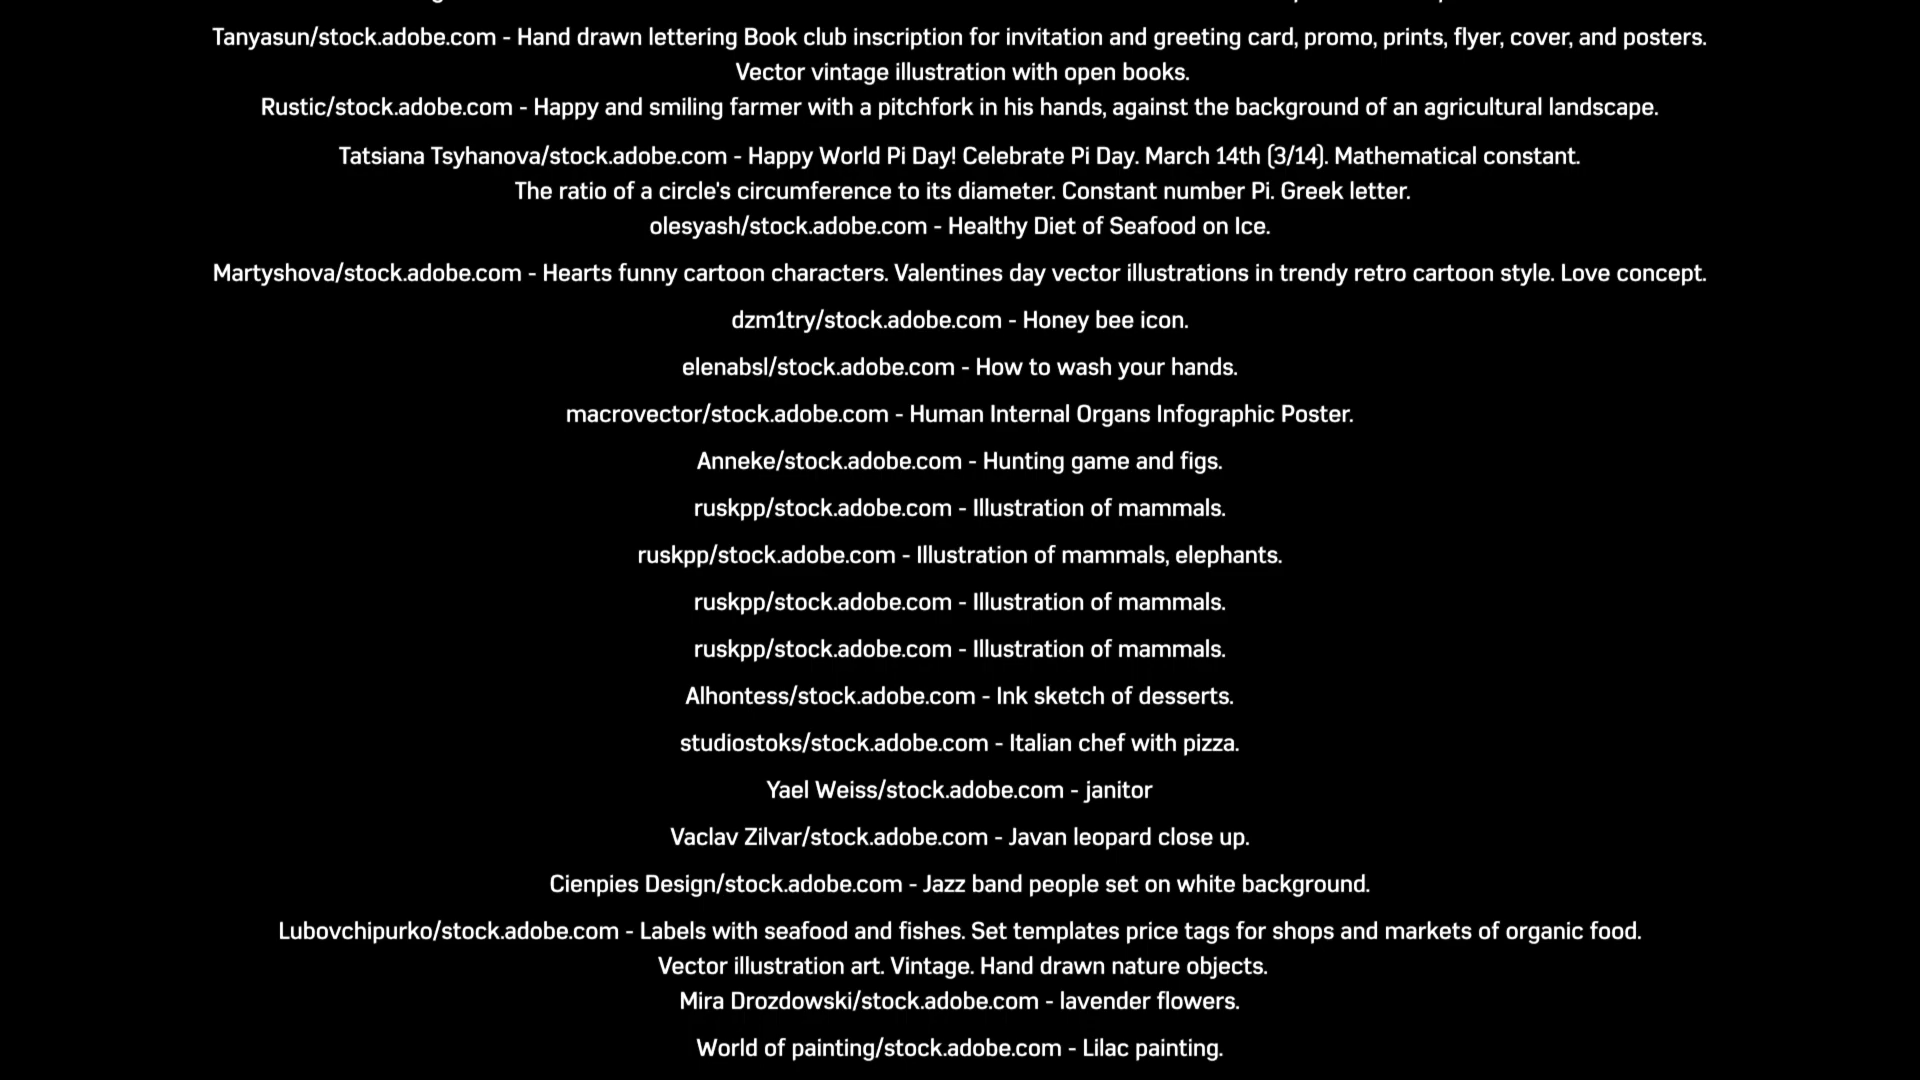 Tanyasun/stock.adobe.com - Hand drawn lettering Book club inscription for invitation and greeting card, promo, prints, flyer, cover, and posters.
Vector vintage illustration with open books.
Rustic/stock.adobe.com - Happy and smiling farmer with a pitchfork in his hands, against the background of an agricultural landscape.
Tatsiana Tsyhanova/stock.adobe.com - Happy World Pi Day! Celebrate Pi Day. March 14th (3/14). Mathematical constant.
The ratio of a circle's circumference to its diameter. Constant number Pi. Greek letter.
olesyash/stock.adobe.com - Healthy Diet of Seafood on Ice.
Martyshova/stock.adobe.com - Hearts funny cartoon characters. Valentines day vector illustrations in trendy retro cartoon style. Love concept.
dzm1try/stock.adobe.com - Honey bee icon.
elenabsl/stock.adobe.com - How to wash your hands.
macrovector/stock.adobe.com - Human Internal Organs Infographic Poster.
Anneke/stock.adobe.com - Hunting game and figs.
ruskpp/stock.adobe.com - Illustration of mammals.
ruskpp/stock.adobe.com - Illustration of mammals, elephants.
ruskpp/stock.adobe.com - Illustration of mammals.
ruskpp/stock.adobe.com - Illustration of mammals.
Alhontess/stock.adobe.com - Ink sketch of desserts.
studiostoks/stock.adobe.com - Italian chef with pizza.
Yael Weiss/stock.adobe.com - janitor
Vaclav Zilvar/stock.adobe.com - Javan leopard close up.
Cienpies Design/stock.adobe.com - Jazz band people set on white background.
Lubovchipurko/stock.adobe.com - Labels with seafood and fishes. Set templates price tags for shops and markets of organic food.
Vector illustration art. Vintage. Hand drawn nature objects.
Mira Drozdowski/stock.adobe.com - lavender flowers.
World of painting/stock.adobe.com - Lilac painting.